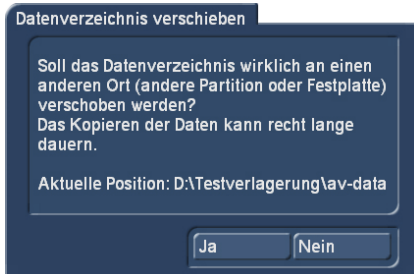 Datenverzeichnis verschieben
Soll das Datenverzeichnis wirklich an einen
anderen Ort (andere Partition oder Festplatte)
verschoben werden?
Das Kopieren der Daten kann recht lange
dauern.
Aktuelle Position: D:\Testverlagerung\av-data
Ja
Nein